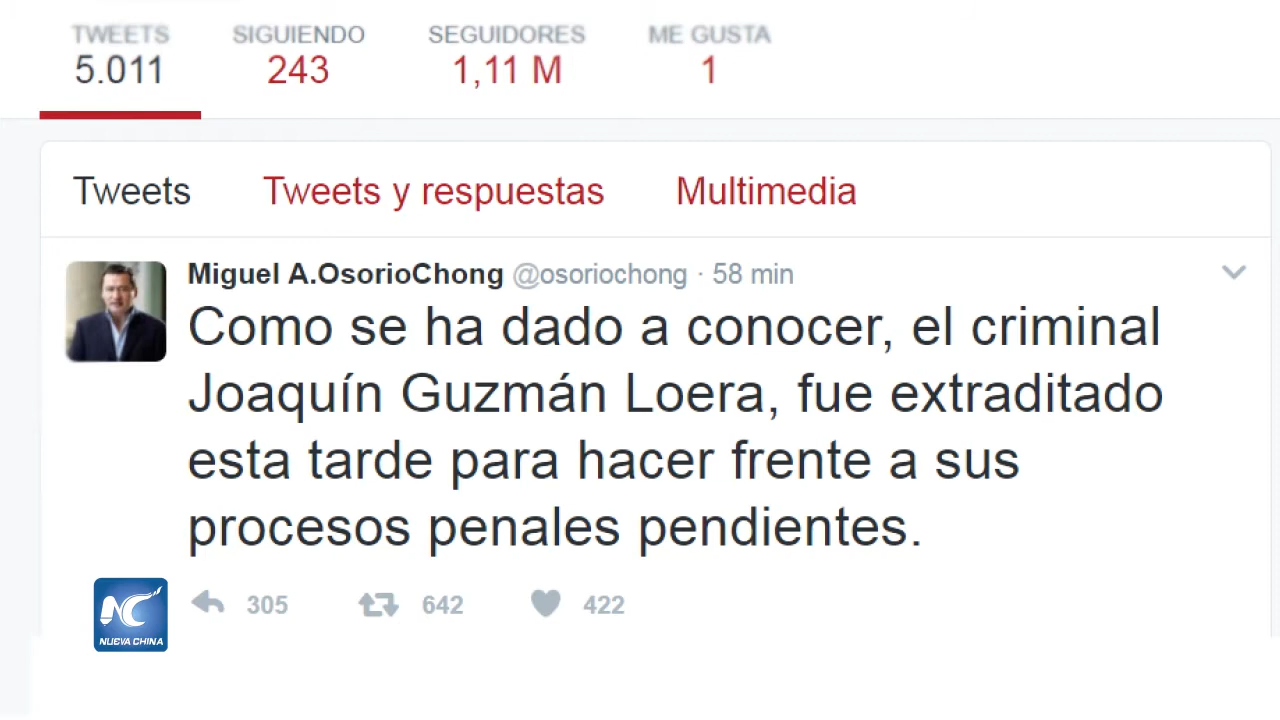 TWEETS SIGUIENDO SEGUIDORES ME GUSTA
5.011 243 1,11 M 1
Tweets Tweets y respuestas Multimedia
Miguel A.OsorioChong @osoriochong · 58 min
Como se ha dado a conocer, el criminal
Joaquín Guzmán Loera, fue extraditado
esta tarde para hacer frente a sus
procesos penales pendientes.
305 642 422
NC
NUEVA CHINA